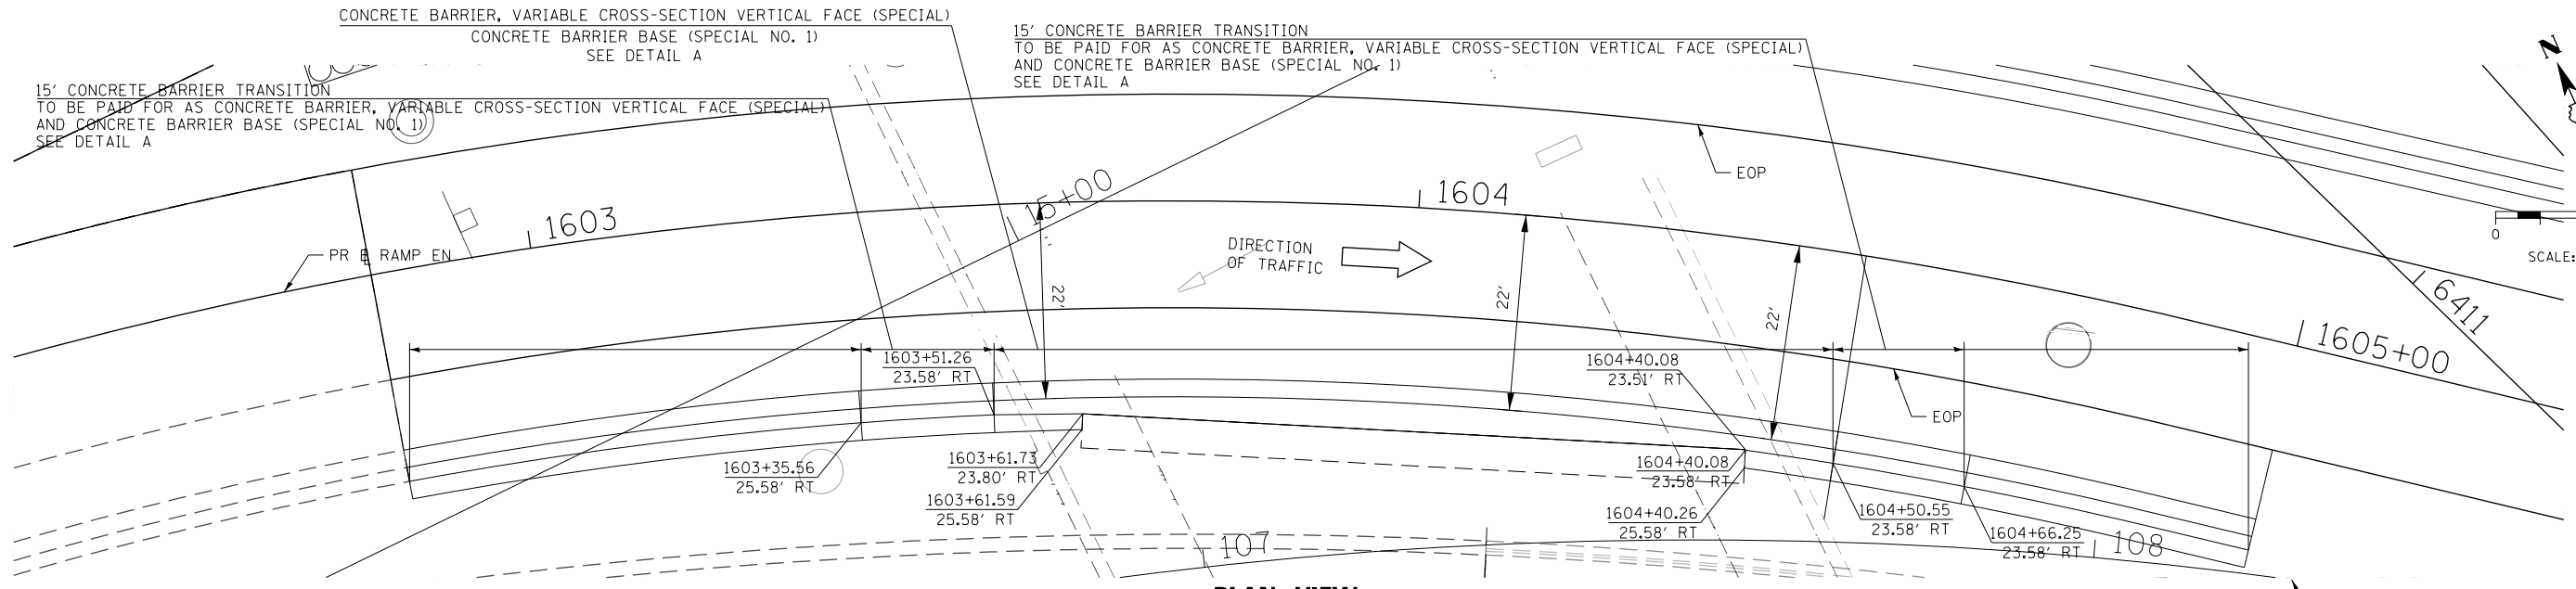 CONCRETE BARRIER, VARIABLE CROSS-SECTION VERTICAL FACE (SPECIAL)
CONCRETE BARRIER BASE (SPECIAL NO. 1)
SEE DETAIL A
15' CONCRETE BARRIER TRANSITION
TO BE PAID FOR AS CONCRETE BARRIER, VARIABLE CROSS-SECTION VERTICAL FACE (SPECIAL)
AND CONCRETE BARRIER BASE (SPECIAL NO. 1)
SEE DETAIL A
15' CONCRETE BARRIER TRANSITION
TO BE PAID FOR AS CONCRETE BARRIER, VARIABLE CROSS-SECTION VERTICAL FACE (SPECIAL)
AND CONCRETE BARRIER BASE (SPECIAL NO. 1)
SEE DETAIL A
N
EOP
1603
15+00
1604
PR ℄ RAMP EN
DIRECTION
OF TRAFFIC
0
SCALE:
6411
1605+00
22'
22'
22'
1603+51.26
23.58' RT
1604+40.08
23.51' RT
EOP
1603+35.56
25.58' RT
1603+61.73
23.80' RT
1603+61.59
25.58' RT
1604+40.08
23.58' RT
1604+40.26
25.58' RT
1604+50.55
23.58' RT
1604+66.25
23.58' RT
107
108
PLAN VIEW